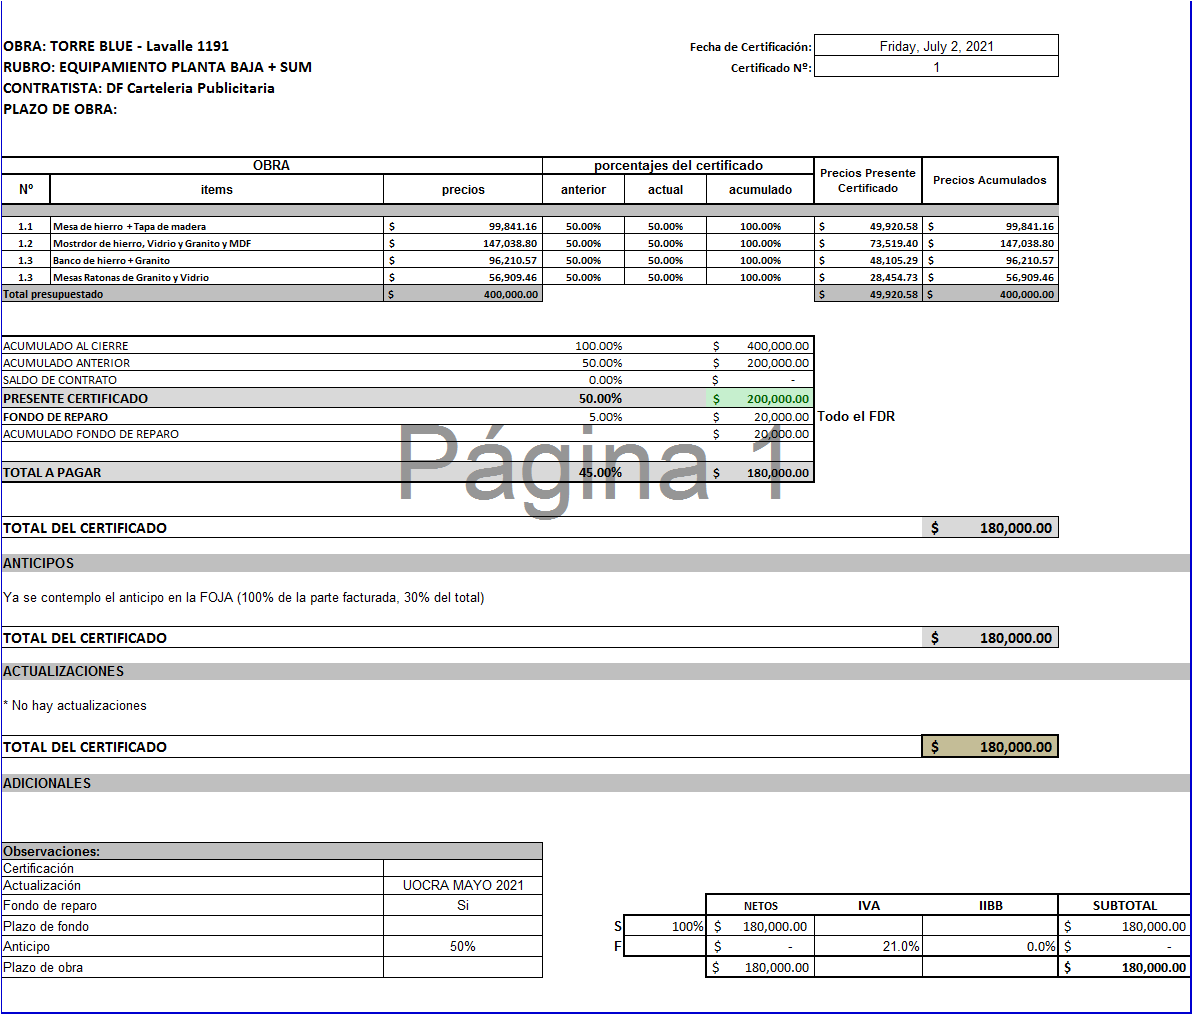 OBRA: TORRE BLUE - Lavalle 1191
Fecha de Certificación: Friday, July 2, 2021
RUBRO: EQUIPAMIENTO PLANTA BAJA + SUM
Certificado Nº: 1
CONTRATISTA: DF Carteleria Publicitaria
PLAZO DE OBRA:
OBRA porcentajes del certificado Precios Presente Certificado Precios Acumulados
Nº items precios anterior actual acumulado
1.1 Mesa de hierro + Tapa de madera $ 99,841.16 50.00% 50.00% 100.00% $ 49,920.58 $ 99,841.16
1.2 Mostrdor de hierro, Vidrio y Granito y MDF $ 147,038.80 50.00% 50.00% 100.00% $ 73,519.40 $ 147,038.80
1.3 Banco de hierro + Granito $ 96,210.57 50.00% 50.00% 100.00% $ 48,105.29 $ 96,210.57
1.3 Mesas Ratonas de Granito y Vidrio $ 56,909.46 50.00% 50.00% 100.00% $ 28,454.73 $ 56,909.46
Total presupuestado $ 400,000.00 $ 49,920.58 $ 400,000.00
ACUMULADO AL CIERRE 100.00% $ 400,000.00
ACUMULADO ANTERIOR 50.00% $ 200,000.00
SALDO DE CONTRATO 0.00% $ -
PRESENTE CERTIFICADO 50.00% $ 200,000.00
FONDO DE REPARO 5.00% $ 20,000.00 Todo el FDR
ACUMULADO FONDO DE REPARO $ 20,000.00
Página 1
TOTAL A PAGAR 45.00% $ 180,000.00
TOTAL DEL CERTIFICADO $ 180,000.00
ANTICIPOS
Ya se contemplo el anticipo en la FOJA (100% de la parte facturada, 30% del total)
TOTAL DEL CERTIFICADO $ 180,000.00
ACTUALIZACIONES
* No hay actualizaciones
TOTAL DEL CERTIFICADO $ 180,000.00
ADICIONALES
Observaciones:
Certificación
Actualización UOCRA MAYO 2021
Fondo de reparo Si
Plazo de fondo
Anticipo 50%
Plazo de obra
NETOS IVA IIBB SUBTOTAL
S 100% $ 180,000.00 $ 180,000.00
F $ - 21.0% 0.0% $ -
$ 180,000.00 $ 180,000.00